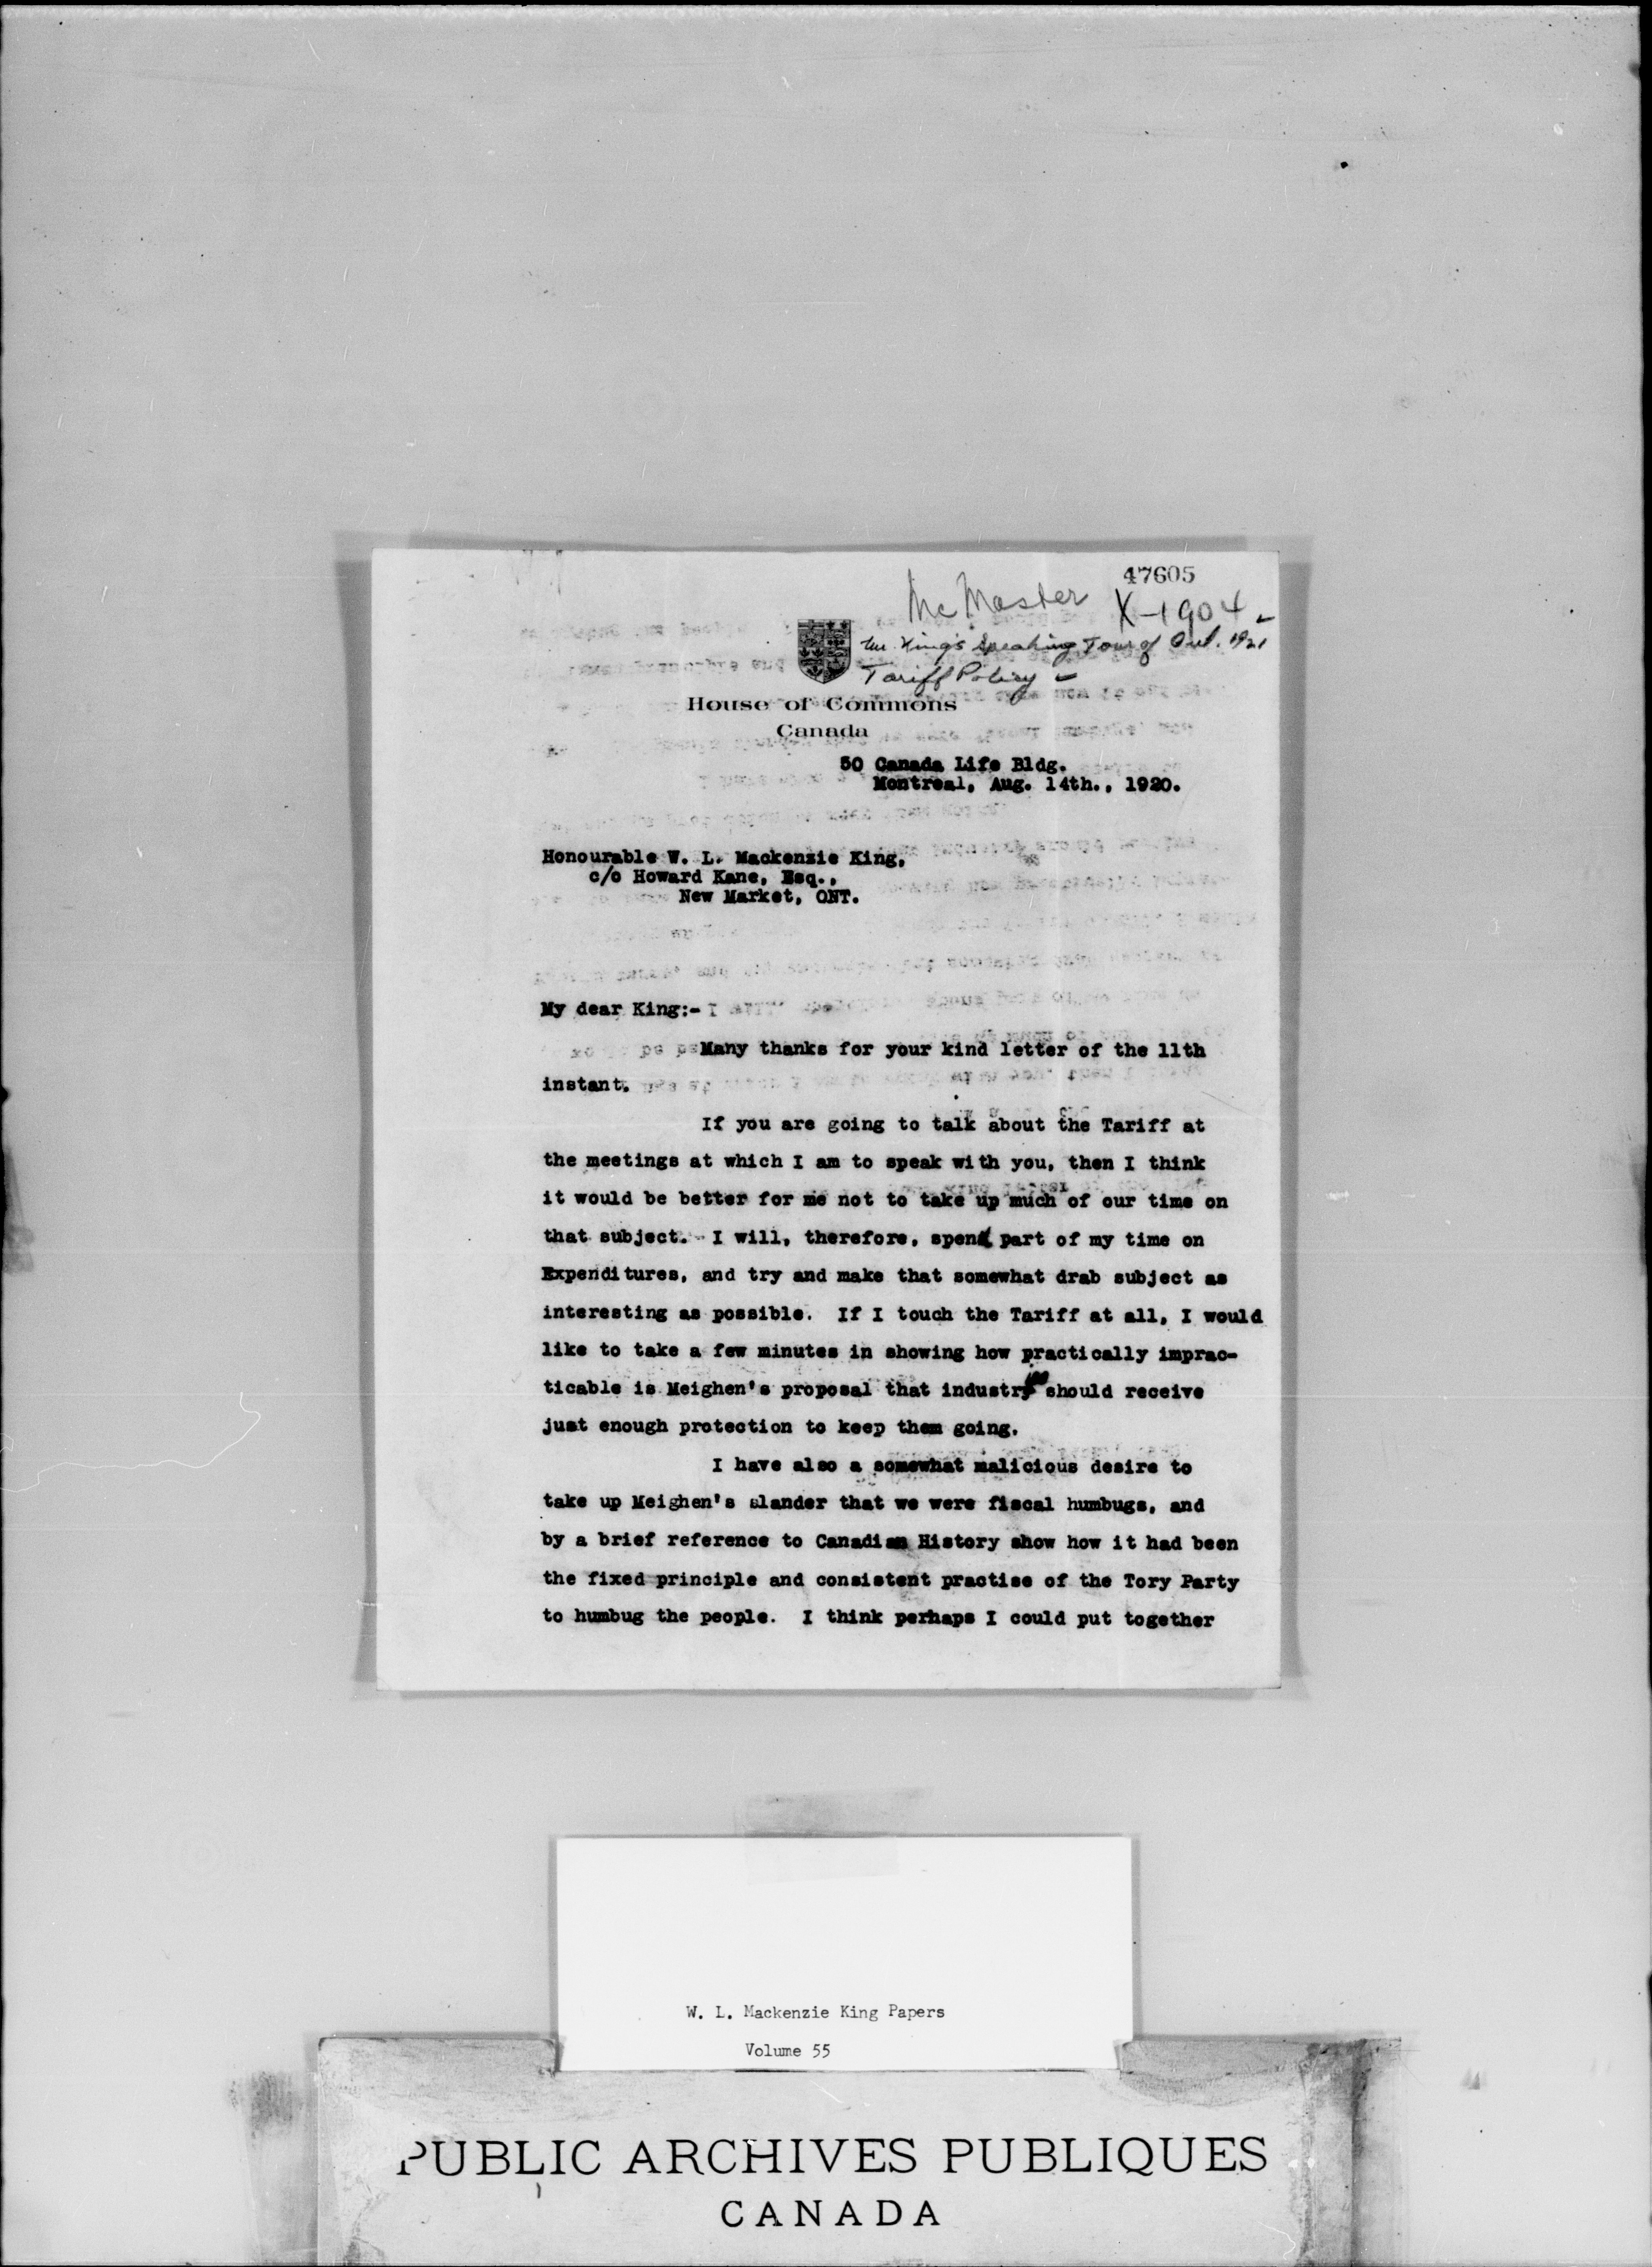 47605
McMaster X-1904
Mr. King's Speaking Tour of Ont. 1921
Tariff Policy
House of Commons
Canada
50 Canada Life Bldg.
Montreal, Aug. 14th., 1920.
Honourable W. L. Mackenzie King,
c/o Howard Kane, Esq.,
New Market, ONT.
My dear King:-
Many thanks for your kind letter of the 11th
instant.
If you are going to talk about the Tariff at
the meetings at which I am to speak with you, then I think
it would be better for me not to take up much of our time on
that subject. I will, therefore, spend part of my time on
Expenditures, and try and make that somewhat drab subject as
interesting as possible. If I touch the Tariff at all, I would
like to take a few minutes in showing how practically imprac-
ticable is Meighen's proposal that industries should receive
just enough protection to keep them going.
I have also a somewhat malicious desire to
take up Meighen's slander that we were fiscal humbugs, and
by a brief reference to Canadian History show how it had been
the fixed principle and consistent practise of the Tory Party
to humbug the people. I think perhaps I could put together
W. L. Mackenzie King Papers
Volume 55
PUBLIC ARCHIVES PUBLIQUES
CANADA